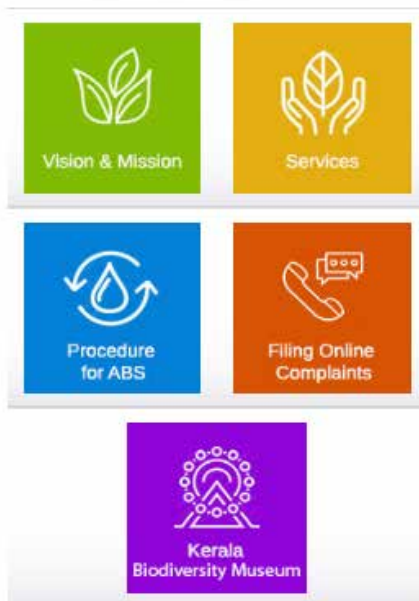 Vision & Mission
Services
Procedure
for ABS
Filing Online
Complaints
Kerala
Biodiversity Museum